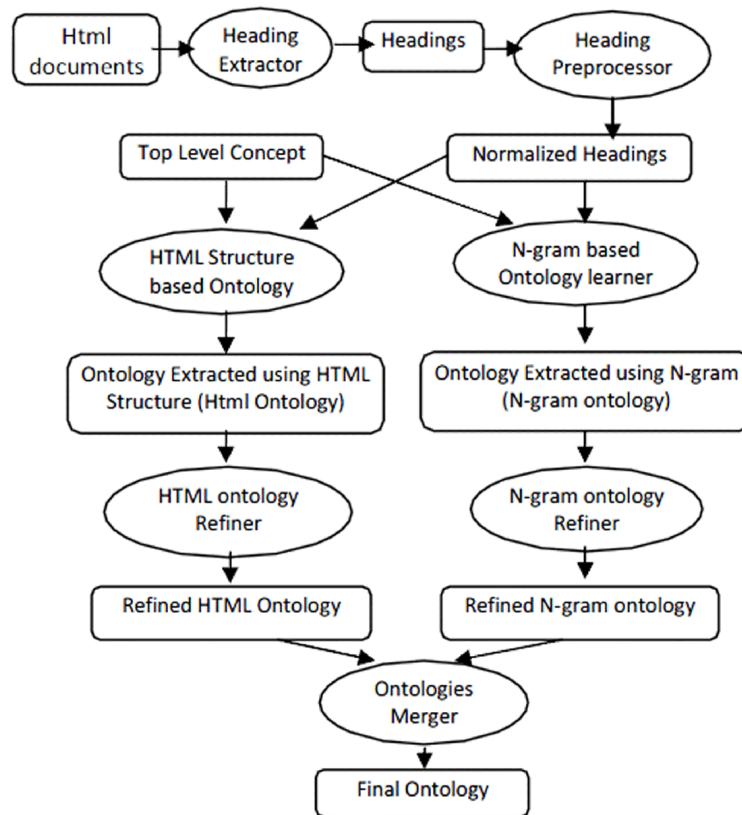 Html
documents
Heading
Extractor
Headings
Heading
Preprocessor
Top Level Concept
Normalized Headings
HTML Structure
based Ontology
N-gram based
Ontology learner
Ontology Extracted using HTML
Structure (Html Ontology)
Ontology Extracted using N-gram
(N-gram ontology)
HTML ontology
Refiner
N-gram ontology
Refiner
Refined HTML Ontology
Refined N-gram ontology
Ontologies
Merger
Final Ontology